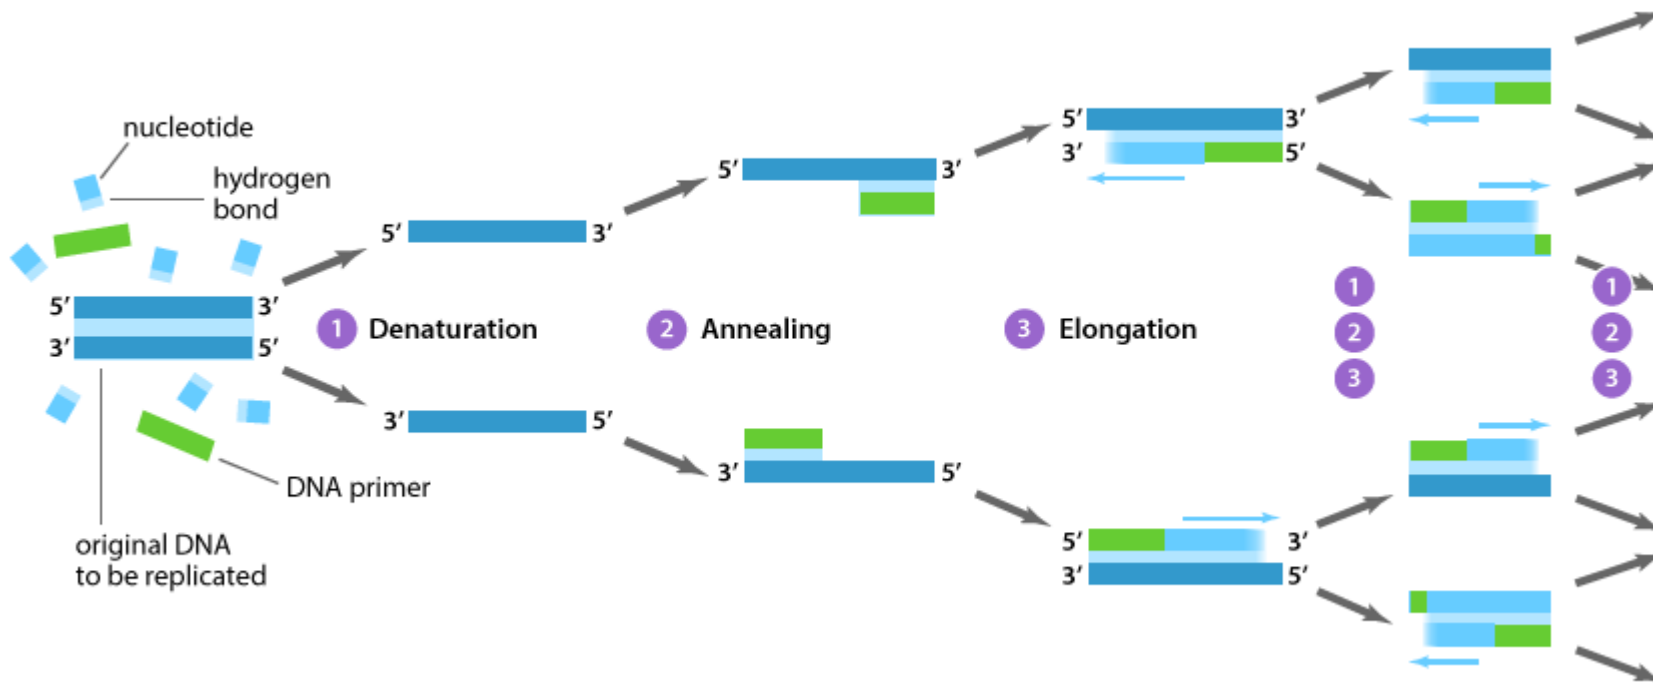 nucleotide
hydrogen
bond
5’ 3’
3’ 5’
DNA primer
original DNA
to be replicated
5’ 3’
1 Denaturation
3’ 5’
5’ 3’
2 Annealing
3’ 5’
5’ 3’
3’ 5’
3 Elongation
5’ 3’
3’ 5’
1
2
3
1
2
3